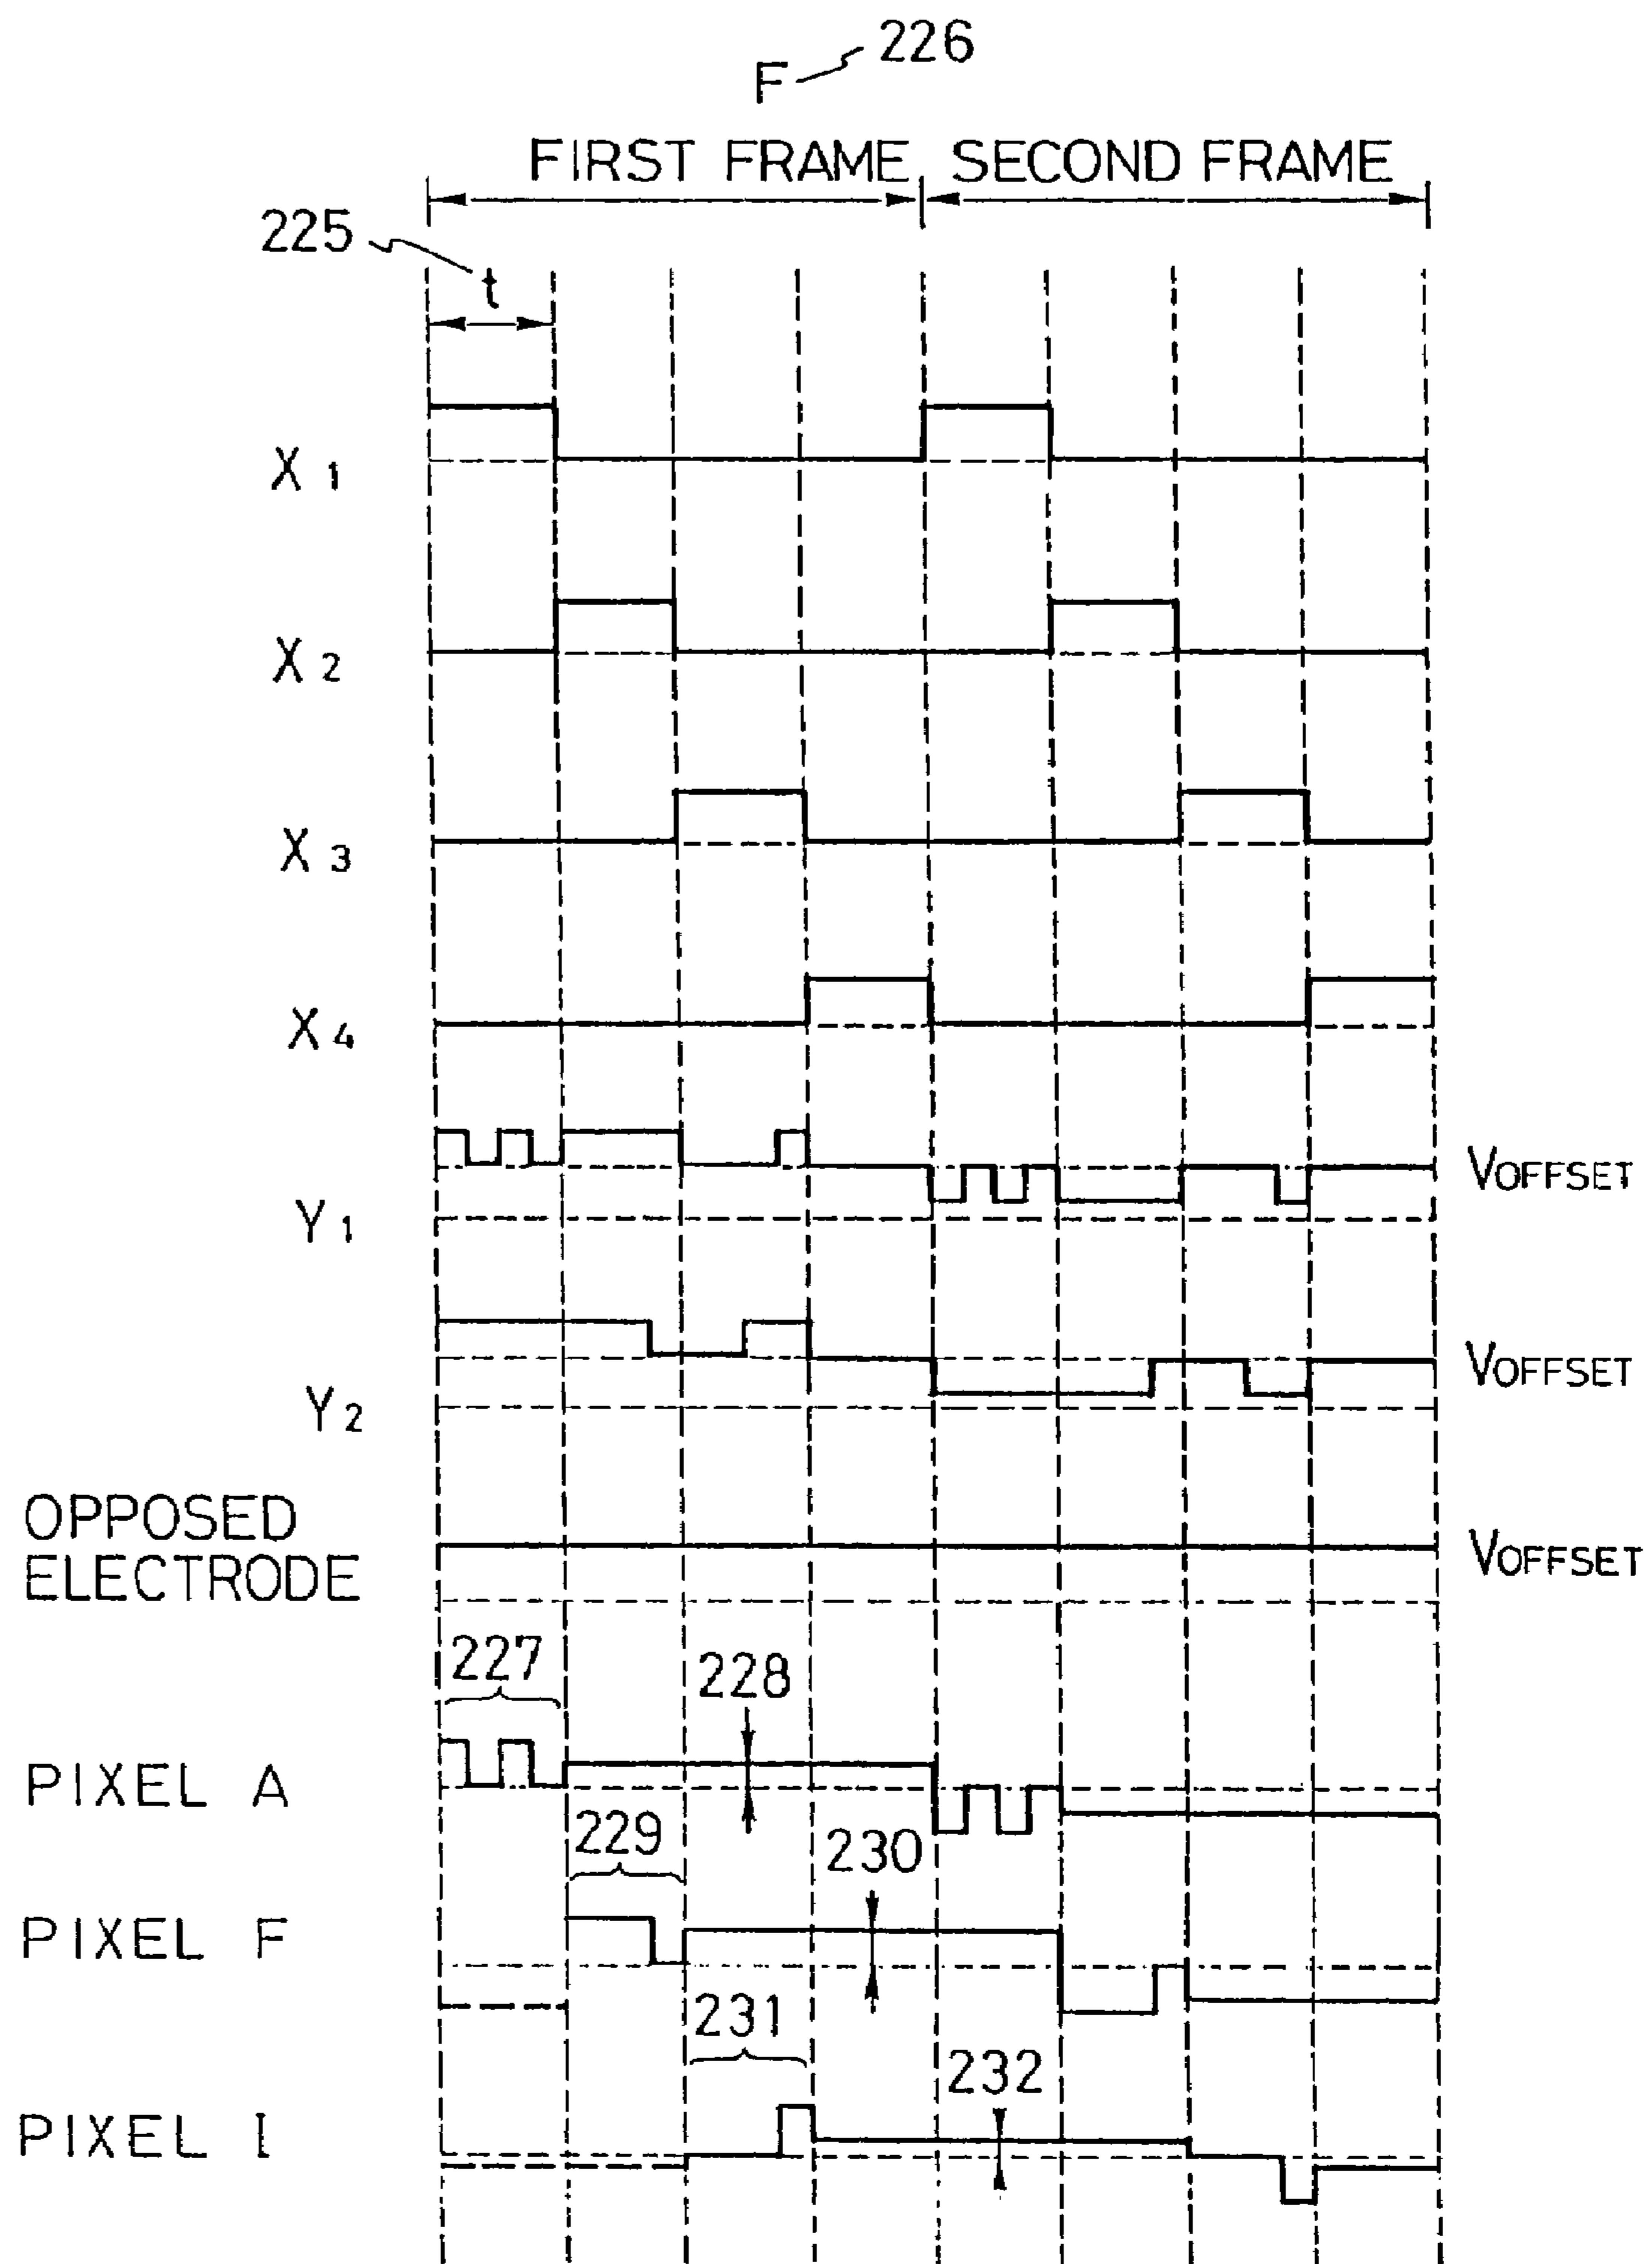 F 226
FIRST FRAME SECOND FRAME
225
t
X1
X2
X3
X4
VOFFSET
Y1
VOFFSET
Y2
OPPOSED
ELECTRODE
VOFFSET
227
228
PIXEL A
229
230
PIXEL F
231
232
PIXEL I